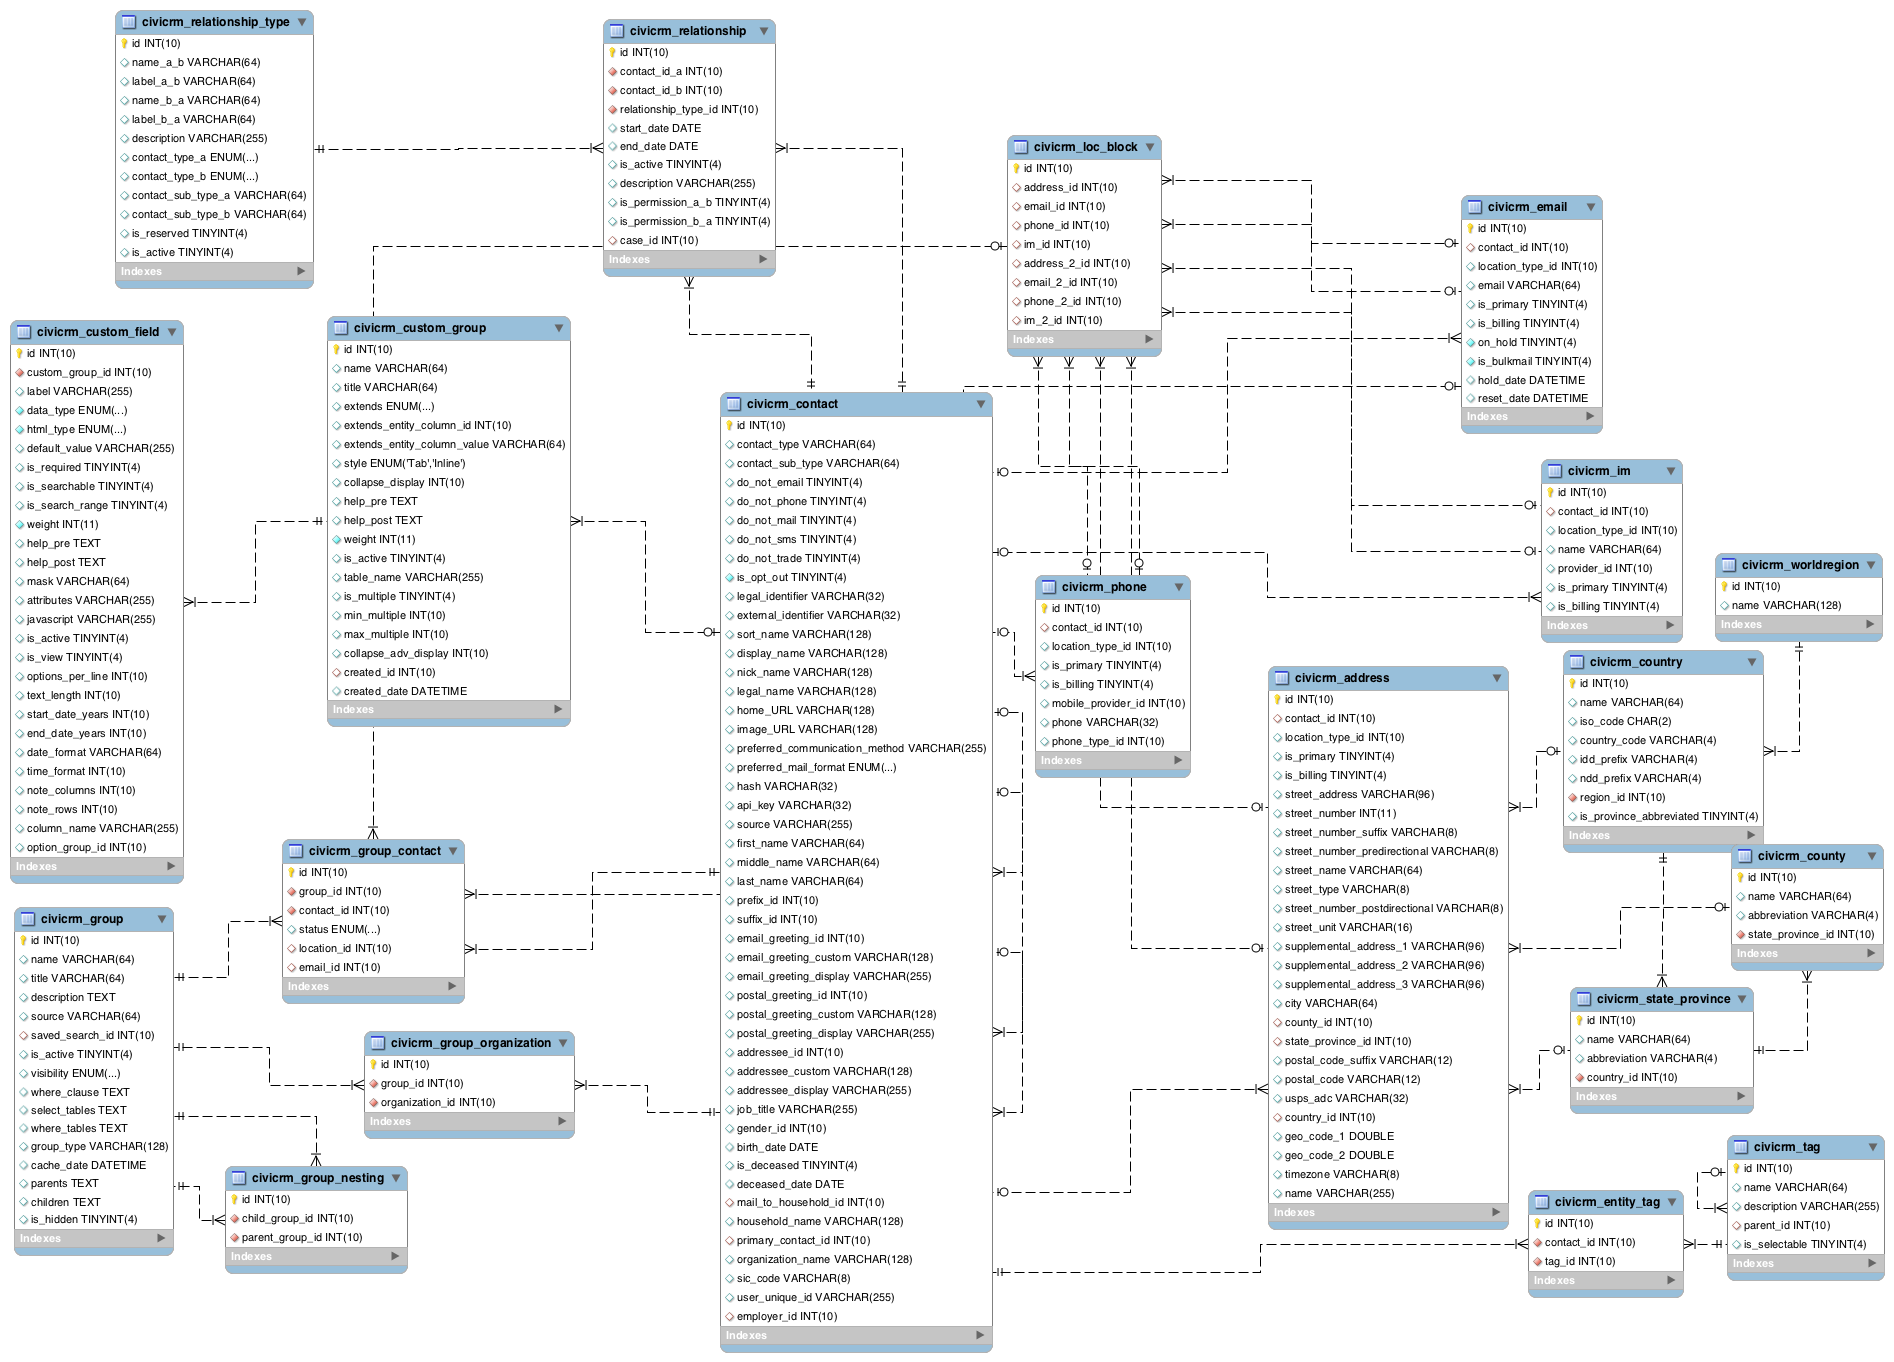 civicrm_relationship_type
id INT(10)
name_a_b VARCHAR(64)
label_a_b VARCHAR(64)
name_b_a VARCHAR(64)
label_b_a VARCHAR(64)
description VARCHAR(255)
contact_type_a ENUM(...)
contact_type_b ENUM(...)
contact_sub_type_a VARCHAR(64)
contact_sub_type_b VARCHAR(64)
is_reserved TINYINT(4)
is_active TINYINT(4)
Indexes
civicrm_relationship
id INT(10)
contact_id_a INT(10)
contact_id_b INT(10)
relationship_type_id INT(10)
start_date DATE
end_date DATE
is_active TINYINT(4)
description VARCHAR(255)
is_permission_a_b TINYINT(4)
is_permission_b_a TINYINT(4)
case_id INT(10)
Indexes
civicrm_loc_block
id INT(10)
address_id INT(10)
email_id INT(10)
phone_id INT(10)
im_id INT(10)
address_2_id INT(10)
email_2_id INT(10)
phone_2_id INT(10)
im_2_id INT(10)
Indexes
civicrm_email
id INT(10)
contact_id INT(10)
location_type_id INT(10)
email VARCHAR(64)
is_primary TINYINT(4)
is_billing TINYINT(4)
on_hold TINYINT(4)
is_bulkmail TINYINT(4)
hold_date DATETIME
reset_date DATETIME
Indexes
civicrm_custom_field
id INT(10)
custom_group_id INT(10)
label VARCHAR(255)
data_type ENUM(...)
html_type ENUM(...)
default_value VARCHAR(255)
is_required TINYINT(4)
is_searchable TINYINT(4)
is_search_range TINYINT(4)
weight INT(11)
help_pre TEXT
help_post TEXT
mask VARCHAR(64)
attributes VARCHAR(255)
javascript VARCHAR(255)
is_active TINYINT(4)
is_view TINYINT(4)
options_per_line INT(10)
text_length INT(10)
start_date_years INT(10)
end_date_years INT(10)
date_format VARCHAR(64)
time_format INT(10)
note_columns INT(10)
note_rows INT(10)
column_name VARCHAR(255)
option_group_id INT(10)
Indexes
civicrm_custom_group
id INT(10)
name VARCHAR(64)
title VARCHAR(64)
extends ENUM(...)
extends_entity_column_id INT(10)
extends_entity_column_value VARCHAR(64)
style ENUM('Tab','Inline')
collapse_display INT(10)
help_pre TEXT
help_post TEXT
weight INT(11)
is_active TINYINT(4)
table_name VARCHAR(255)
is_multiple TINYINT(4)
min_multiple INT(10)
max_multiple INT(10)
collapse_adv_display INT(10)
created_id INT(10)
created_date DATETIME
Indexes
civicrm_contact
id INT(10)
contact_type VARCHAR(64)
contact_sub_type VARCHAR(64)
do_not_email TINYINT(4)
do_not_phone TINYINT(4)
do_not_mail TINYINT(4)
do_not_sms TINYINT(4)
do_not_trade TINYINT(4)
is_opt_out TINYINT(4)
legal_identifier VARCHAR(32)
external_identifier VARCHAR(32)
sort_name VARCHAR(128)
display_name VARCHAR(128)
nick_name VARCHAR(128)
legal_name VARCHAR(128)
home_URL VARCHAR(128)
image_URL VARCHAR(128)
preferred_communication_method VARCHAR(255)
preferred_mail_format ENUM(...)
hash VARCHAR(32)
api_key VARCHAR(32)
source VARCHAR(255)
first_name VARCHAR(64)
middle_name VARCHAR(64)
last_name VARCHAR(64)
prefix_id INT(10)
suffix_id INT(10)
email_greeting_id INT(10)
email_greeting_custom VARCHAR(128)
email_greeting_display VARCHAR(255)
postal_greeting_id INT(10)
postal_greeting_custom VARCHAR(128)
postal_greeting_display VARCHAR(255)
addressee_id INT(10)
addressee_custom VARCHAR(128)
addressee_display VARCHAR(255)
job_title VARCHAR(255)
gender_id INT(10)
birth_date DATE
is_deceased TINYINT(4)
deceased_date DATE
mail_to_household_id INT(10)
household_name VARCHAR(128)
primary_contact_id INT(10)
organization_name VARCHAR(128)
sic_code VARCHAR(8)
user_unique_id VARCHAR(255)
employer_id INT(10)
Indexes
civicrm_im
id INT(10)
contact_id INT(10)
location_type_id INT(10)
name VARCHAR(64)
provider_id INT(10)
is_primary TINYINT(4)
is_billing TINYINT(4)
Indexes
civicrm_worldregion
id INT(10)
name VARCHAR(128)
Indexes
civicrm_phone
id INT(10)
contact_id INT(10)
location_type_id INT(10)
is_primary TINYINT(4)
is_billing TINYINT(4)
mobile_provider_id INT(10)
phone VARCHAR(32)
phone_type_id INT(10)
Indexes
civicrm_address
id INT(10)
contact_id INT(10)
location_type_id INT(10)
is_primary TINYINT(4)
is_billing TINYINT(4)
street_address VARCHAR(96)
street_number INT(11)
street_number_suffix VARCHAR(8)
street_number_predirectional VARCHAR(8)
street_name VARCHAR(64)
street_type VARCHAR(8)
street_number_postdirectional VARCHAR(8)
street_unit VARCHAR(16)
supplemental_address_1 VARCHAR(96)
supplemental_address_2 VARCHAR(96)
supplemental_address_3 VARCHAR(96)
city VARCHAR(64)
county_id INT(10)
state_province_id INT(10)
postal_code_suffix VARCHAR(12)
postal_code VARCHAR(12)
usps_adc VARCHAR(32)
country_id INT(10)
geo_code_1 DOUBLE
geo_code_2 DOUBLE
timezone VARCHAR(8)
name VARCHAR(255)
Indexes
civicrm_country
id INT(10)
name VARCHAR(64)
iso_code CHAR(2)
country_code VARCHAR(4)
idd_prefix VARCHAR(4)
ndd_prefix VARCHAR(4)
region_id INT(10)
is_province_abbreviated TINYINT(4)
Indexes
civicrm_county
id INT(10)
name VARCHAR(64)
abbreviation VARCHAR(4)
state_province_id INT(10)
Indexes
civicrm_group_contact
id INT(10)
group_id INT(10)
contact_id INT(10)
status ENUM(...)
location_id INT(10)
email_id INT(10)
Indexes
civicrm_group
id INT(10)
name VARCHAR(64)
title VARCHAR(64)
description TEXT
source VARCHAR(64)
saved_search_id INT(10)
is_active TINYINT(4)
visibility ENUM(...)
where_clause TEXT
select_tables TEXT
where_tables TEXT
group_type VARCHAR(128)
cache_date DATETIME
parents TEXT
children TEXT
is_hidden TINYINT(4)
Indexes
civicrm_group_organization
id INT(10)
group_id INT(10)
organization_id INT(10)
Indexes
civicrm_group_nesting
id INT(10)
child_group_id INT(10)
parent_group_id INT(10)
Indexes
civicrm_state_province
id INT(10)
name VARCHAR(64)
abbreviation VARCHAR(4)
country_id INT(10)
Indexes
civicrm_entity_tag
id INT(10)
contact_id INT(10)
tag_id INT(10)
Indexes
civicrm_tag
id INT(10)
name VARCHAR(64)
description VARCHAR(255)
parent_id INT(10)
is_selectable TINYINT(4)
Indexes